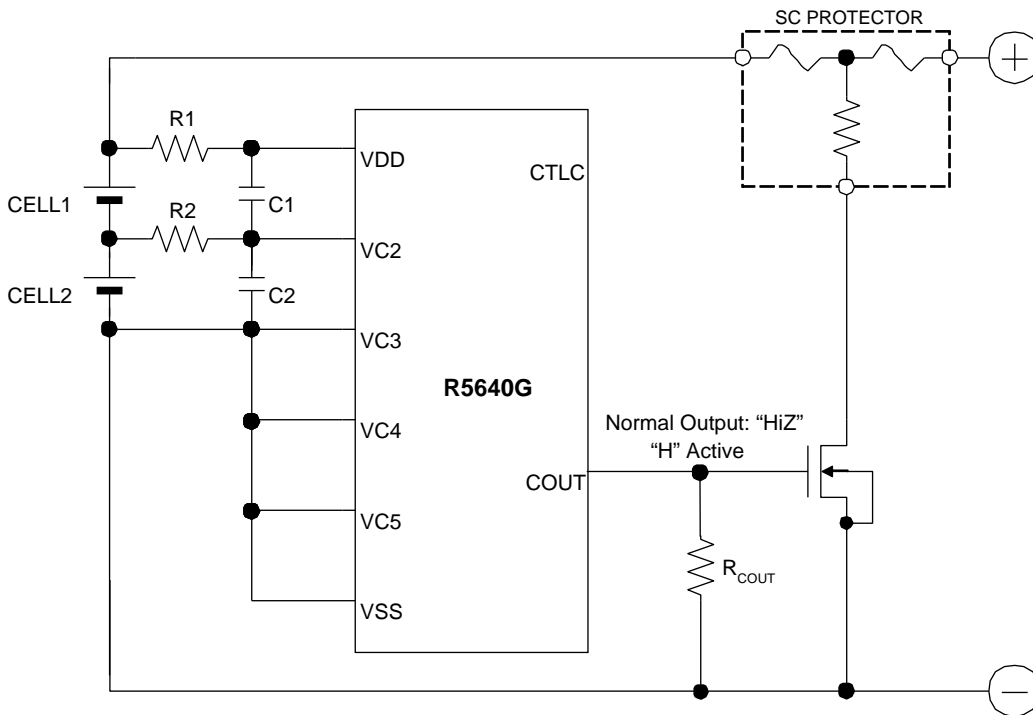 SC PROTECTOR
+
R1
VDD
CTLC
CELL1
C1
R2
VC2
CELL2
C2
VC3
R5640G
Normal Output: “HiZ”
“H” Active
VC4
COUT
VC5
RCOUT
VSS
−